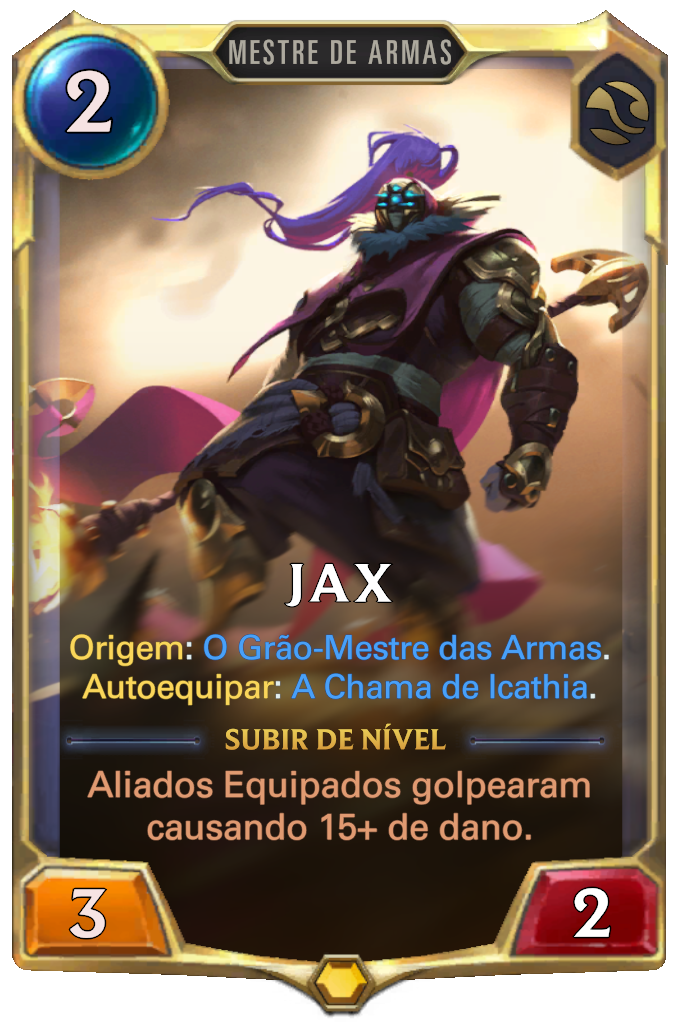 MESTRE DE ARMAS
2
JAX
Origem: O Grão-Mestre das Armas.
Autoequipar: A Chama de Icathia.
SUBIR DE NÍVEL
Aliados Equipados golpearam
causando 15+ de dano.
3
2